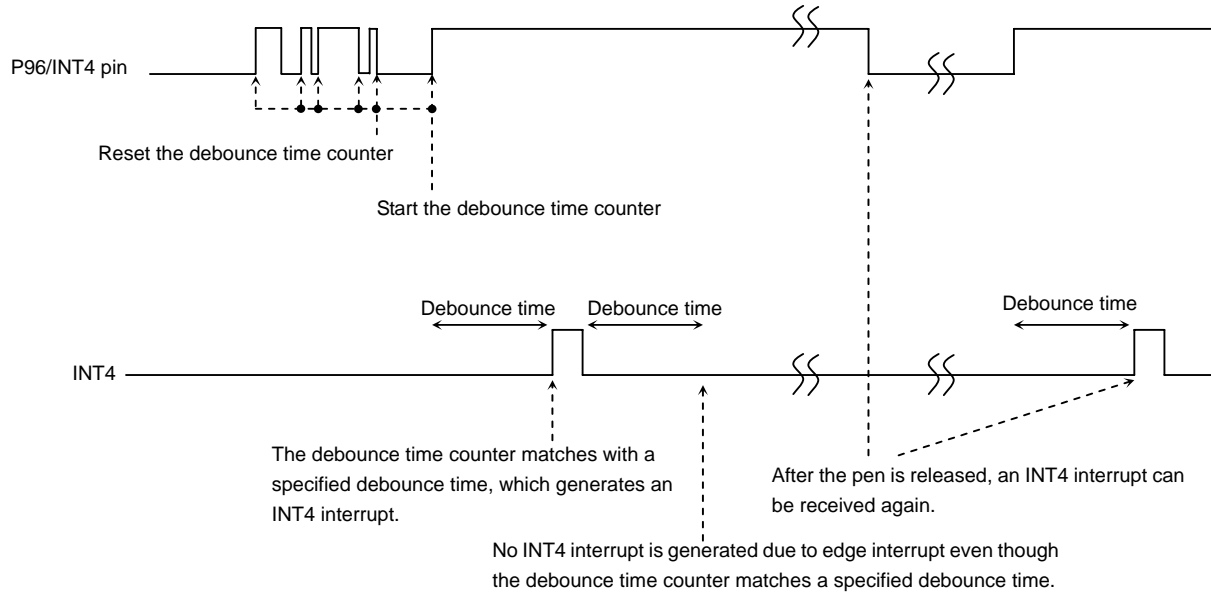 P96/INT4 pin
Reset the debounce time counter
Start the debounce time counter
Debounce time
Debounce time
Debounce time
INT4
The debounce time counter matches with a
specified debounce time, which generates an
INT4 interrupt.
After the pen is released, an INT4 interrupt can
be received again.
No INT4 interrupt is generated due to edge interrupt even though
the debounce time counter matches a specified debounce time.